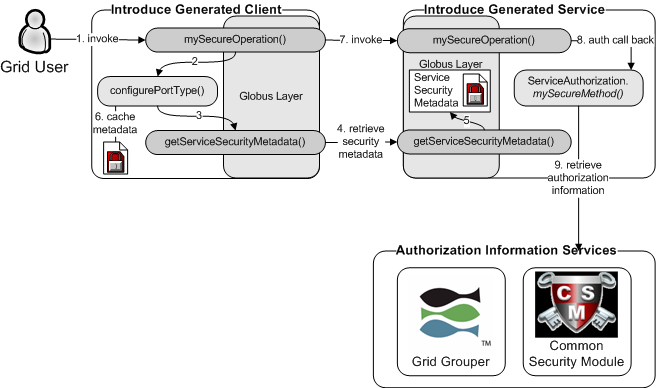 Introduce Generated Client
Introduce Generated Service
Grid User
1. invoke
mySecureOperation()
7. invoke
mySecureOperation()
8. auth call back
2
configurePortType()
Globus Layer
3
6. cache
metadata
getServiceSecurityMetadata()
4. retrieve
security
metadata
Globus Layer
Service
Security
Metadata
5
getServiceSecurityMetadata()
ServiceAuthorization.
mySecureMethod()
9. retrieve
authorization
information
Authorization Information Services
TM
Grid Grouper
C S
M
Common
Security Module